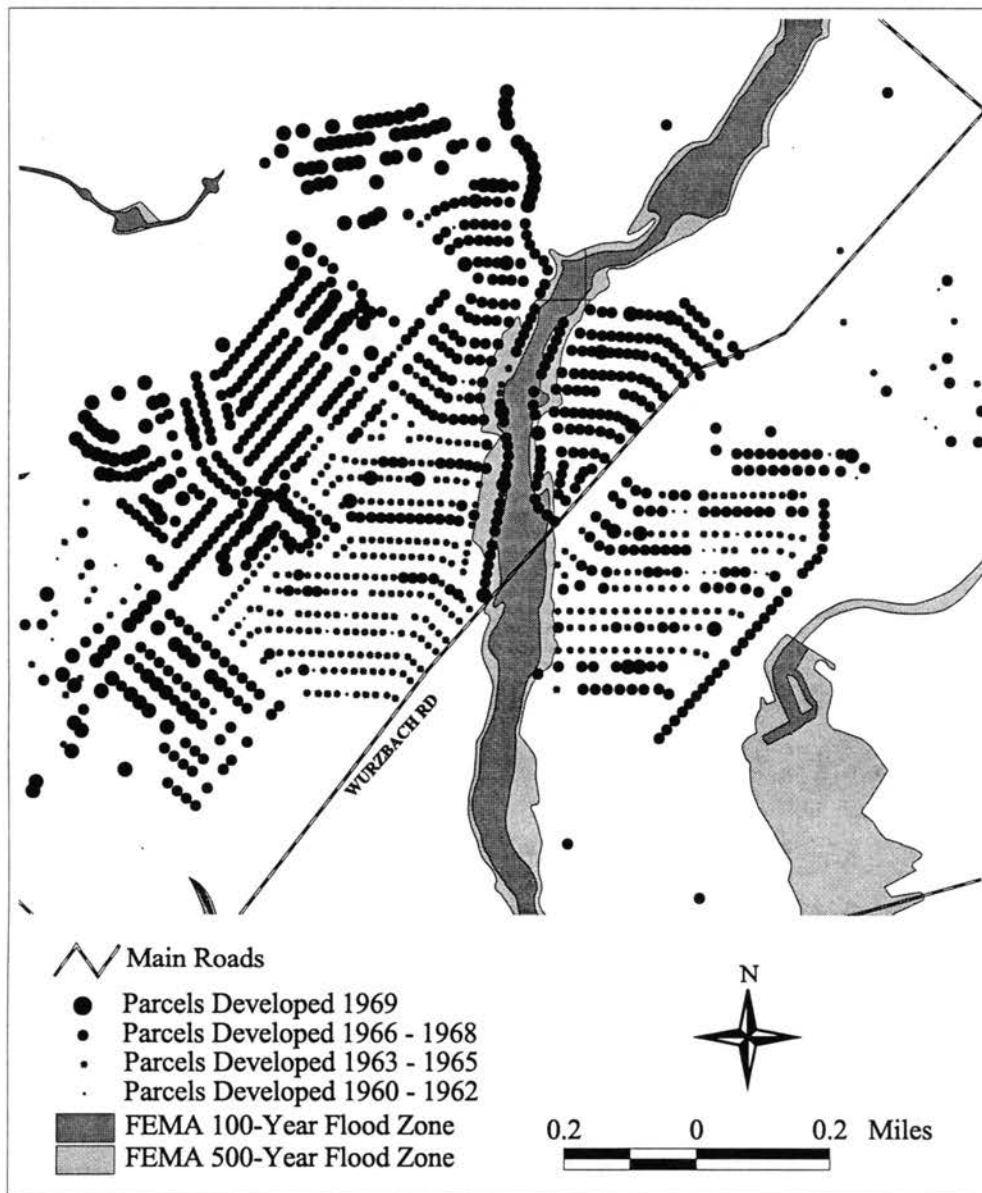 WURZBACH RD
Main Roads
Parcels Developed 1969
Parcels Developed 1966 - 1968
Parcels Developed 1963 - 1965
Parcels Developed 1960 - 1962
FEMA 100-Year Flood Zone
FEMA 500-Year Flood Zone
N
0.2 0 0.2 Miles